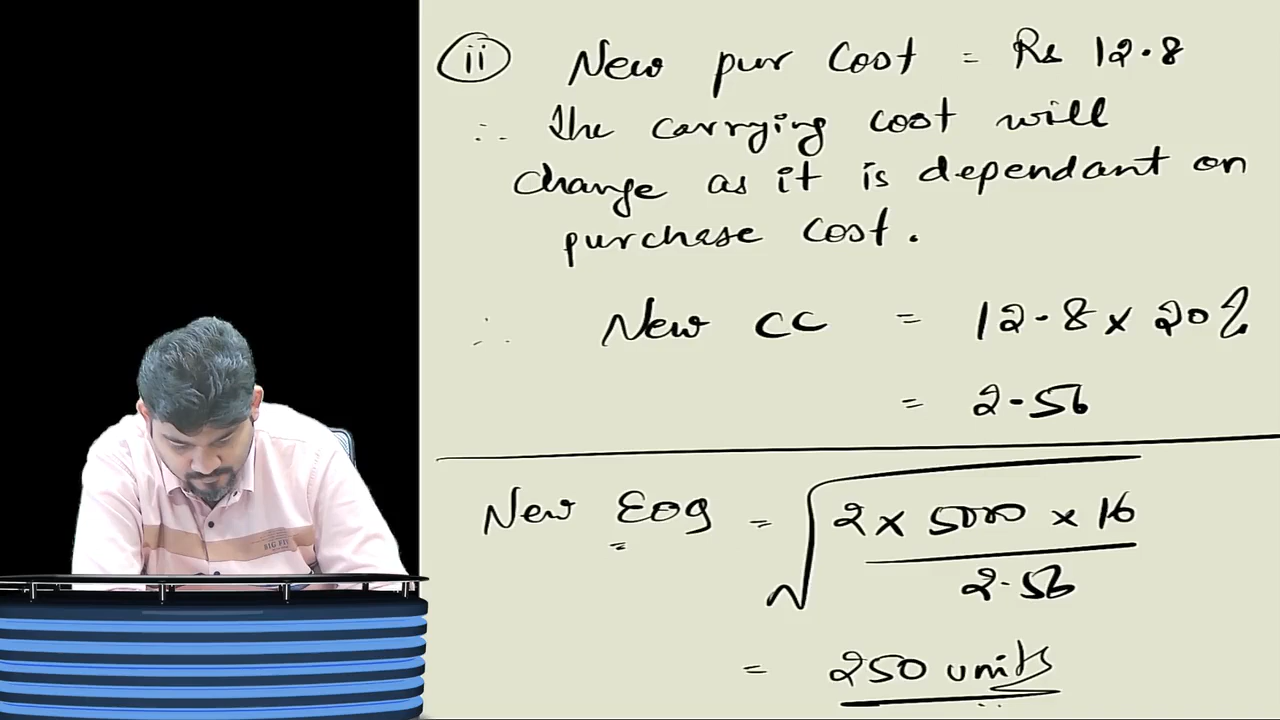 ii New pur Cost = Rs 12.8
∴ The carrying cost will
change as it is dependant on
purchase cost.
∴ New CC = 12.8 x 20%
= 2.56
New EOQ = √ 2 x 5000 x 16
2.56
= 250 units